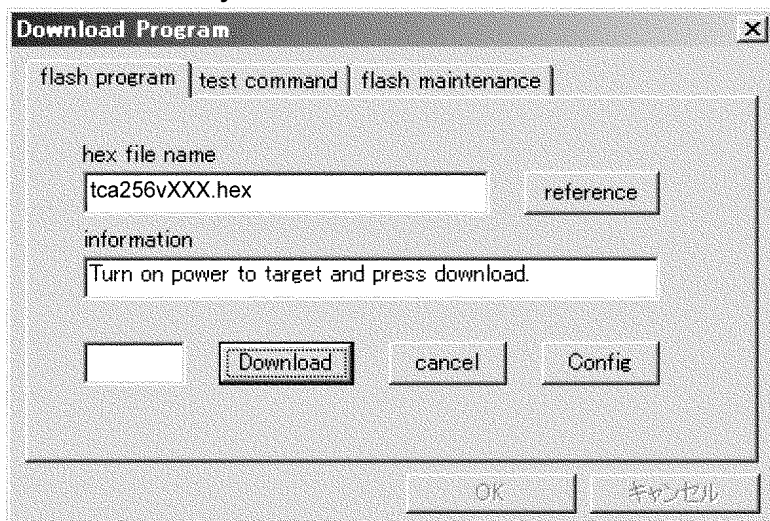 Download Program
flash program test command flash maintenance
hex file name
tca256vXXX.hex reference
information
Turn on power to target and press download.
Download cancel Config
OK キャンセル